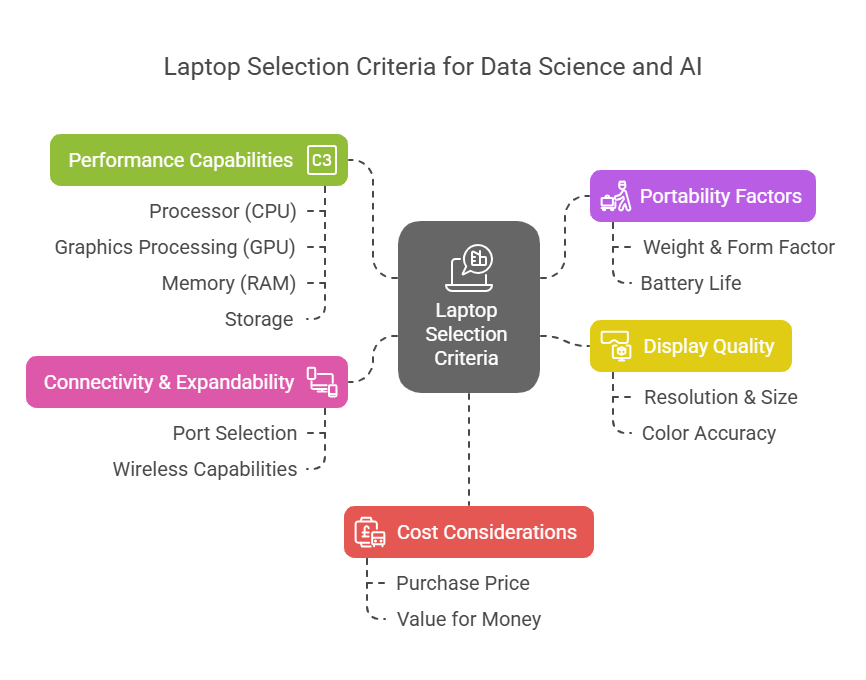 Laptop Selection Criteria for Data Science and AI
Performance Capabilities
C3
Processor (CPU)
Graphics Processing (GPU)
Memory (RAM)
Storage
Connectivity & Expandability
Port Selection
Wireless Capabilities
Laptop
Selection
Criteria
Portability Factors
Weight & Form Factor
Battery Life
Display Quality
Resolution & Size
Color Accuracy
£
Cost Considerations
Purchase Price
Value for Money